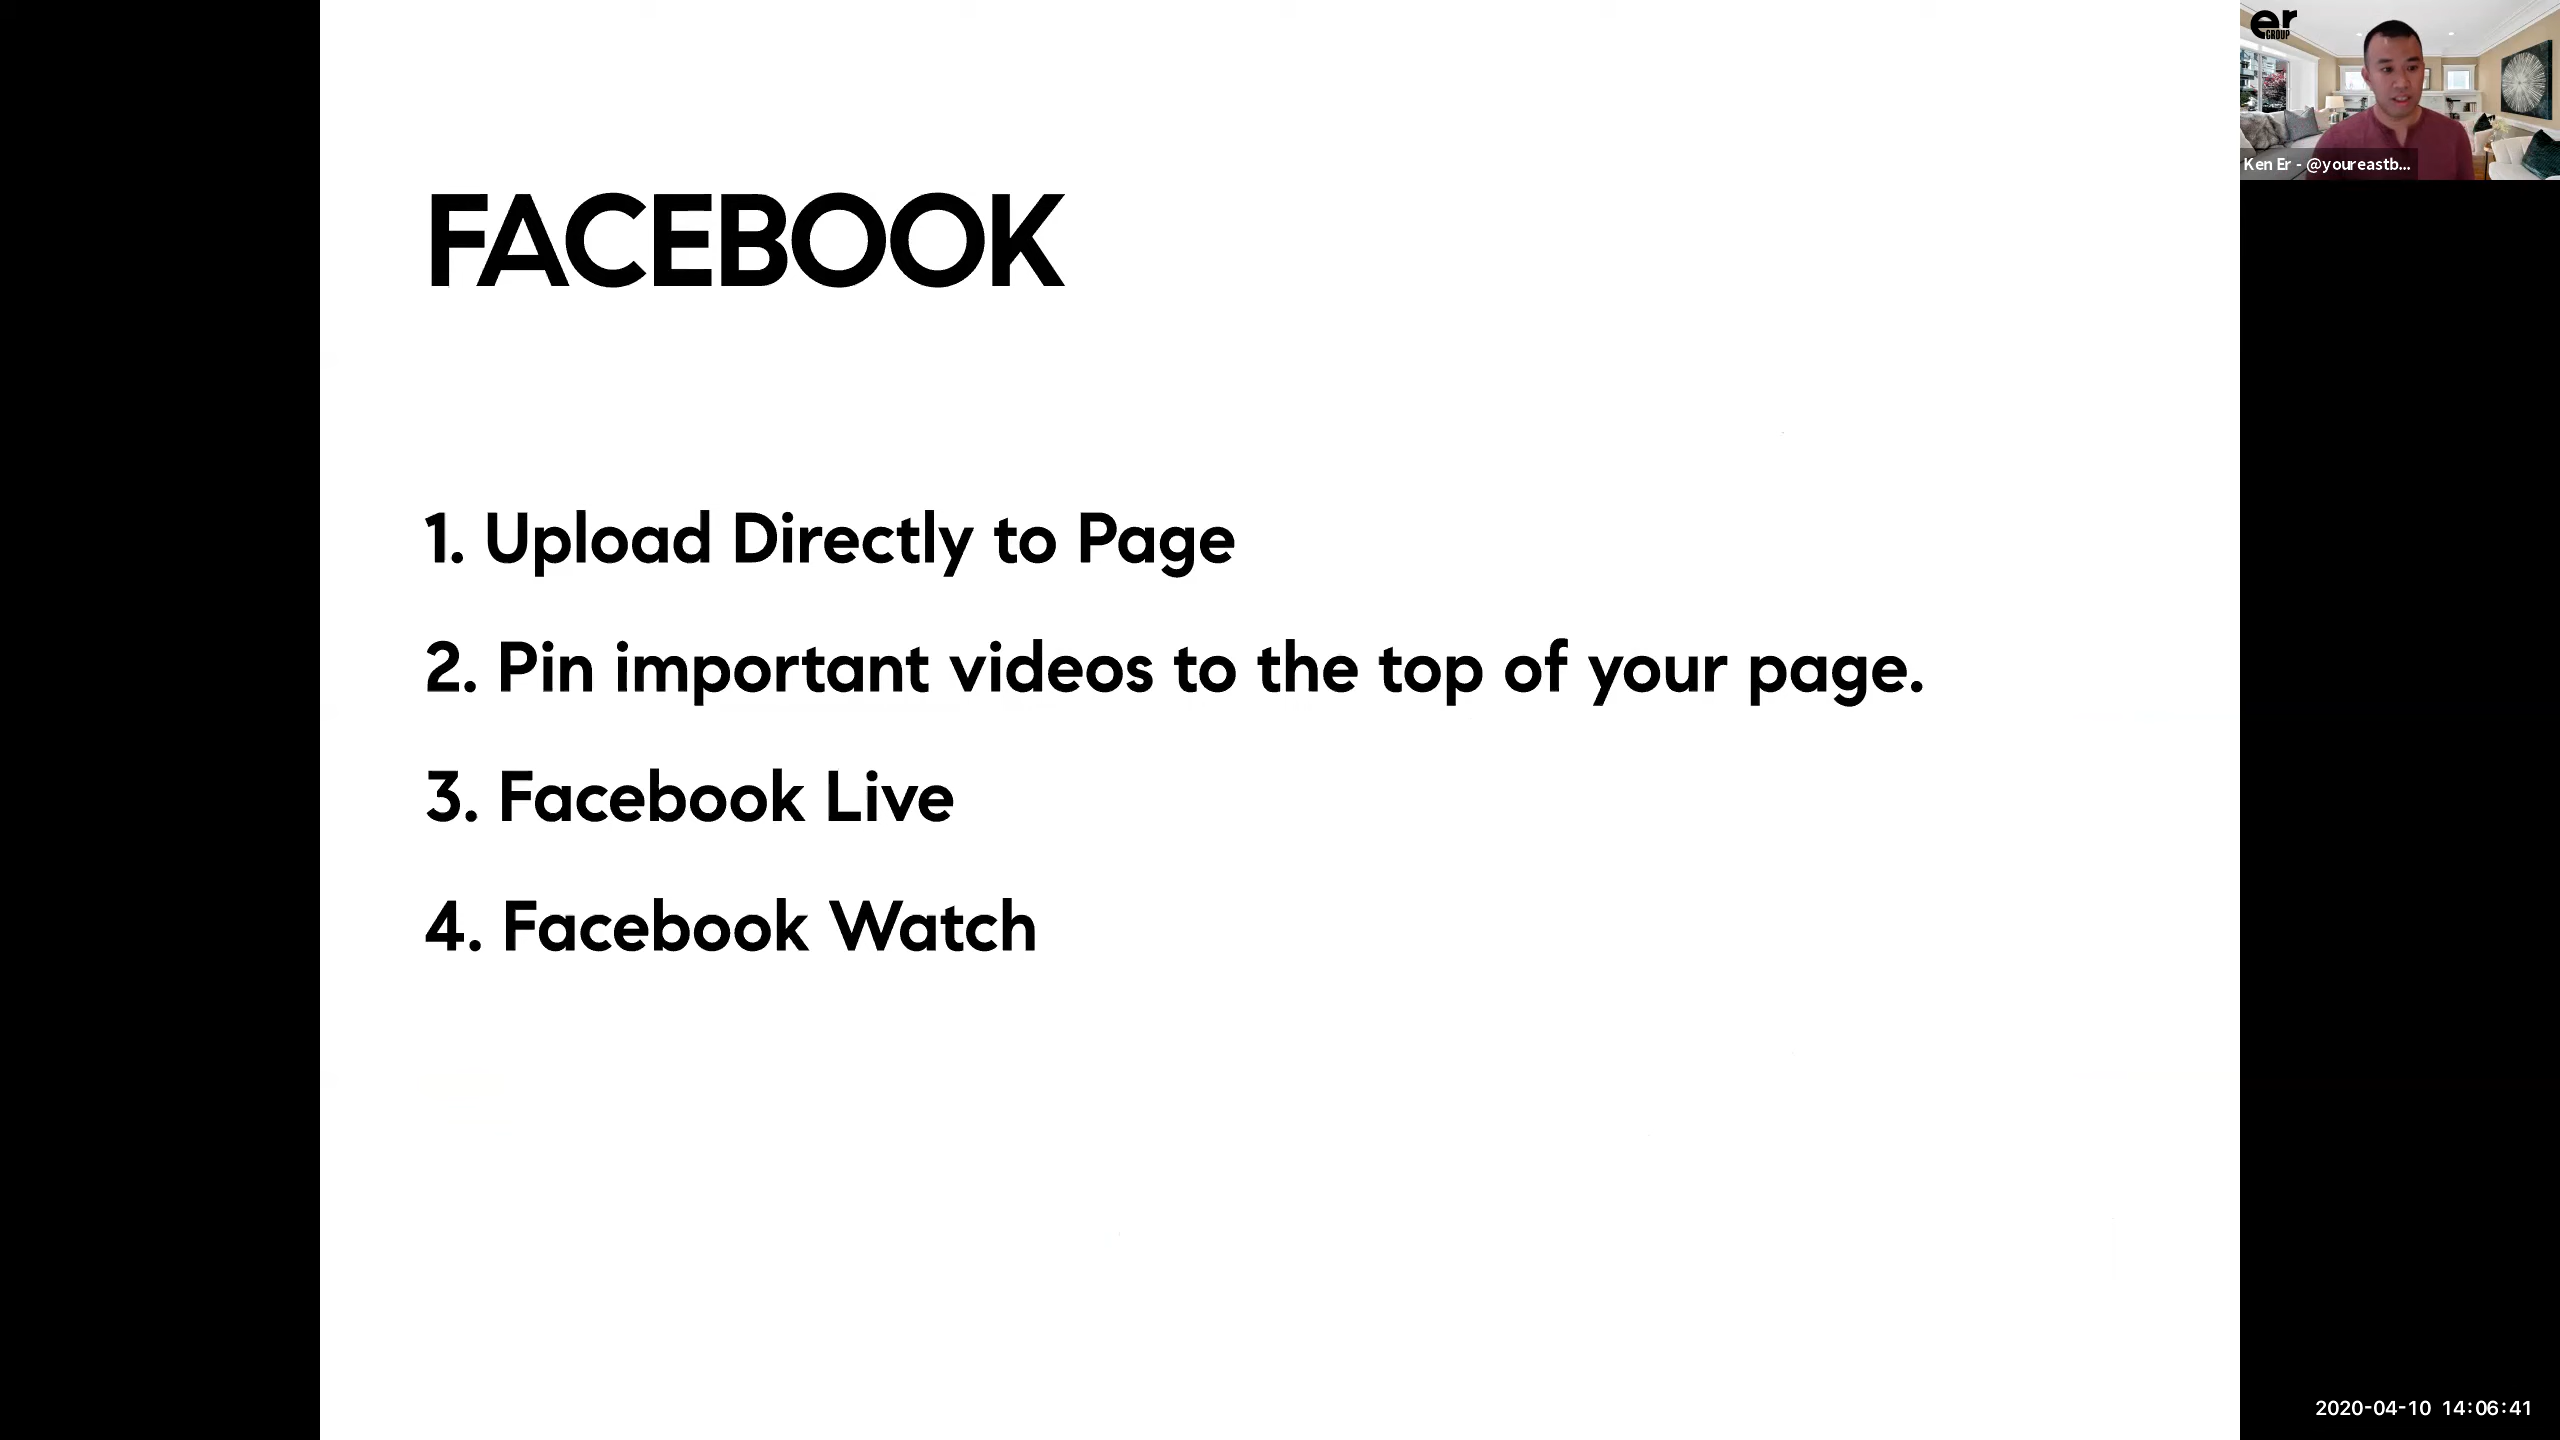 er
GROUP
Ken Er - @youreastb...
FACEBOOK
1. Upload Directly to Page
2. Pin important videos to the top of your page.
3. Facebook Live
4. Facebook Watch
2020-04-10 14:06:41